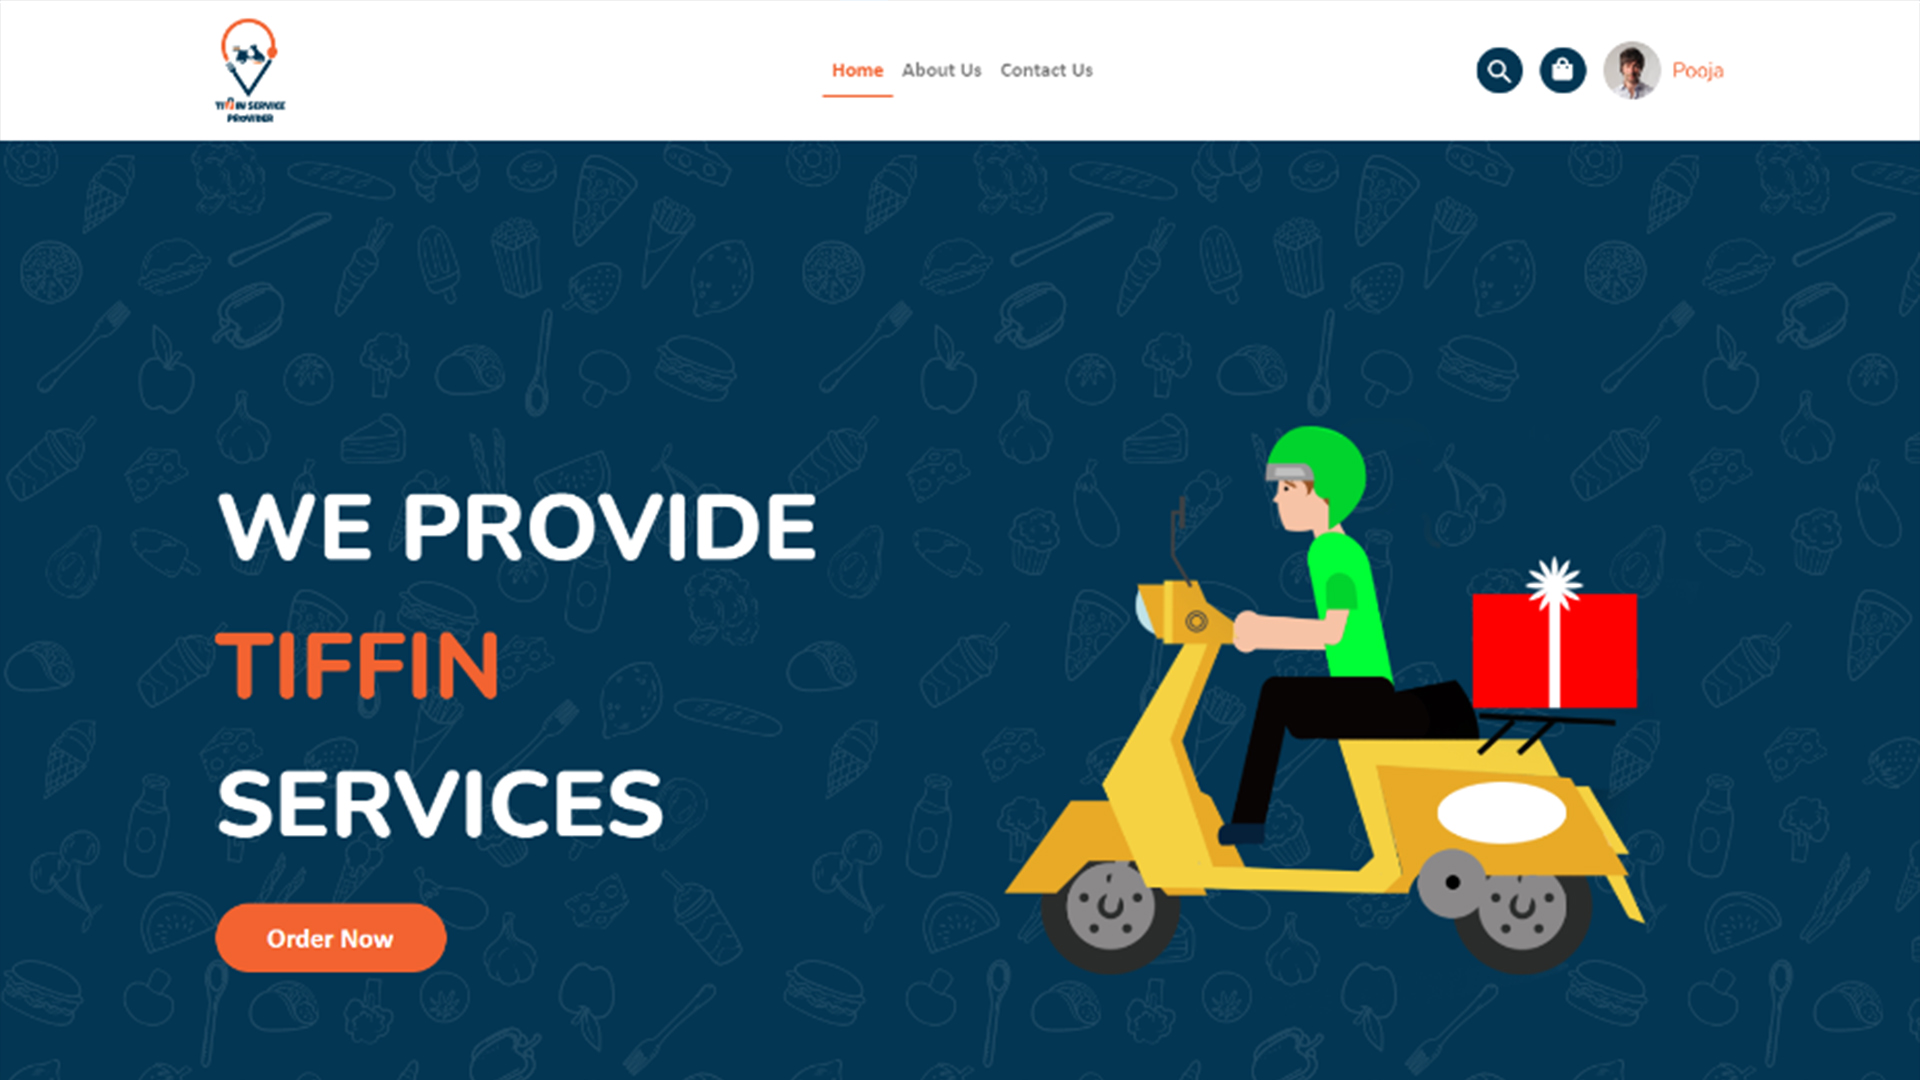 TIFFIN SERVICE
PROVIDER
Home About Us Contact Us
Pooja
WE PROVIDE
TIFFIN
SERVICES
Order Now